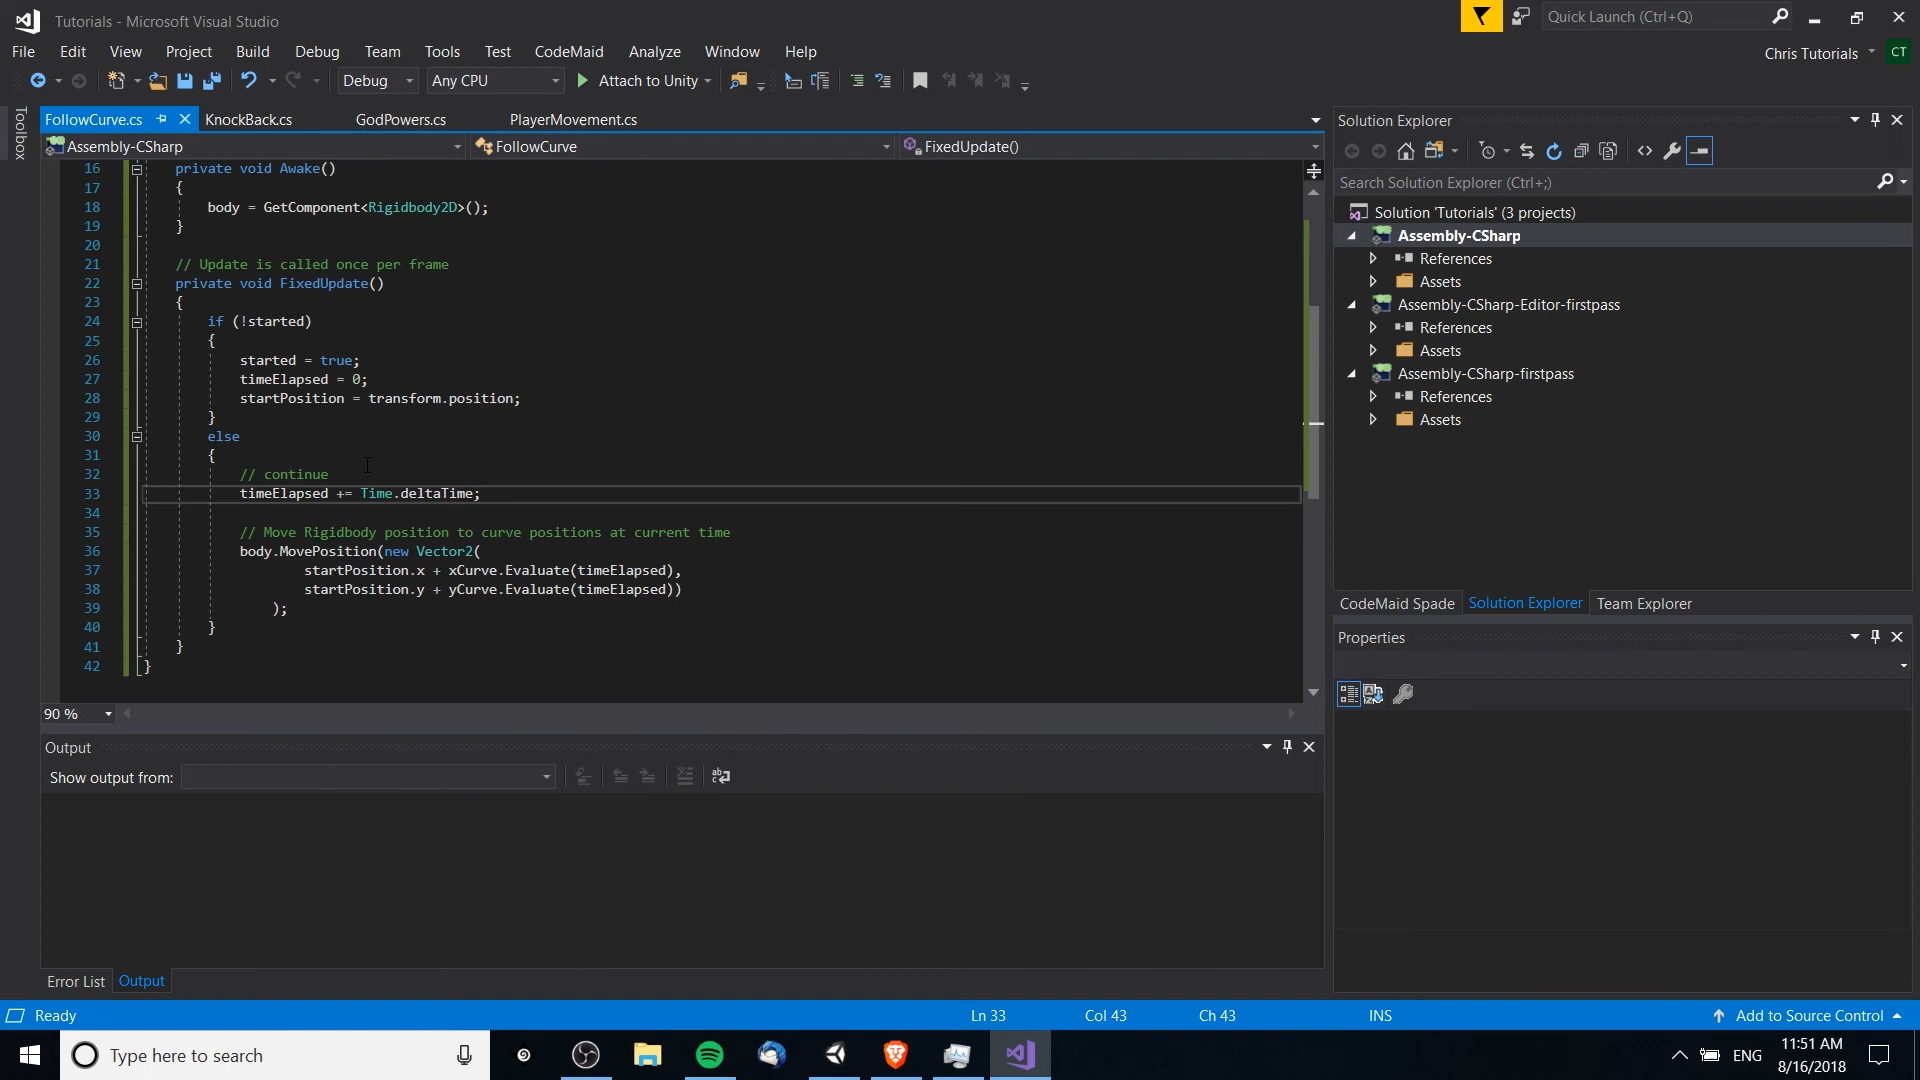 Tutorials - Microsoft Visual Studio
Quick Launch (Ctrl+Q)
File Edit View Project Build Debug Team Tools Test CodeMaid Analyze Window Help
Chris Tutorials CT
Debug Any CPU Attach to Unity
Toolbox
FollowCurve.cs KnockBack.cs GodPowers.cs PlayerMovement.cs
Assembly-CSharp FollowCurve FixedUpdate()
16 private void Awake()
17 {
18 body = GetComponent<Rigidbody2D>();
19 }
20
21 // Update is called once per frame
22 private void FixedUpdate()
23 {
24 if (!started)
25 {
26 started = true;
27 timeElapsed = 0;
28 startPosition = transform.position;
29 }
30 else
31 {
32 // continue
33 timeElapsed += Time.deltaTime;
34
35 // Move Rigidbody position to curve positions at current time
36 body.MovePosition(new Vector2(
37 startPosition.x + xCurve.Evaluate(timeElapsed),
38 startPosition.y + yCurve.Evaluate(timeElapsed))
39 );
40 }
41 }
42 }
90 %
Output
Show output from:
Error List Output
Solution Explorer
Search Solution Explorer (Ctrl+;)
Solution 'Tutorials' (3 projects)
Assembly-CSharp
References
Assets
Assembly-CSharp-Editor-firstpass
References
Assets
Assembly-CSharp-firstpass
References
Assets
CodeMaid Spade Solution Explorer Team Explorer
Properties
Ready Ln 33 Col 43 Ch 43 INS Add to Source Control
Type here to search
ENG
11:51 AM
8/16/2018